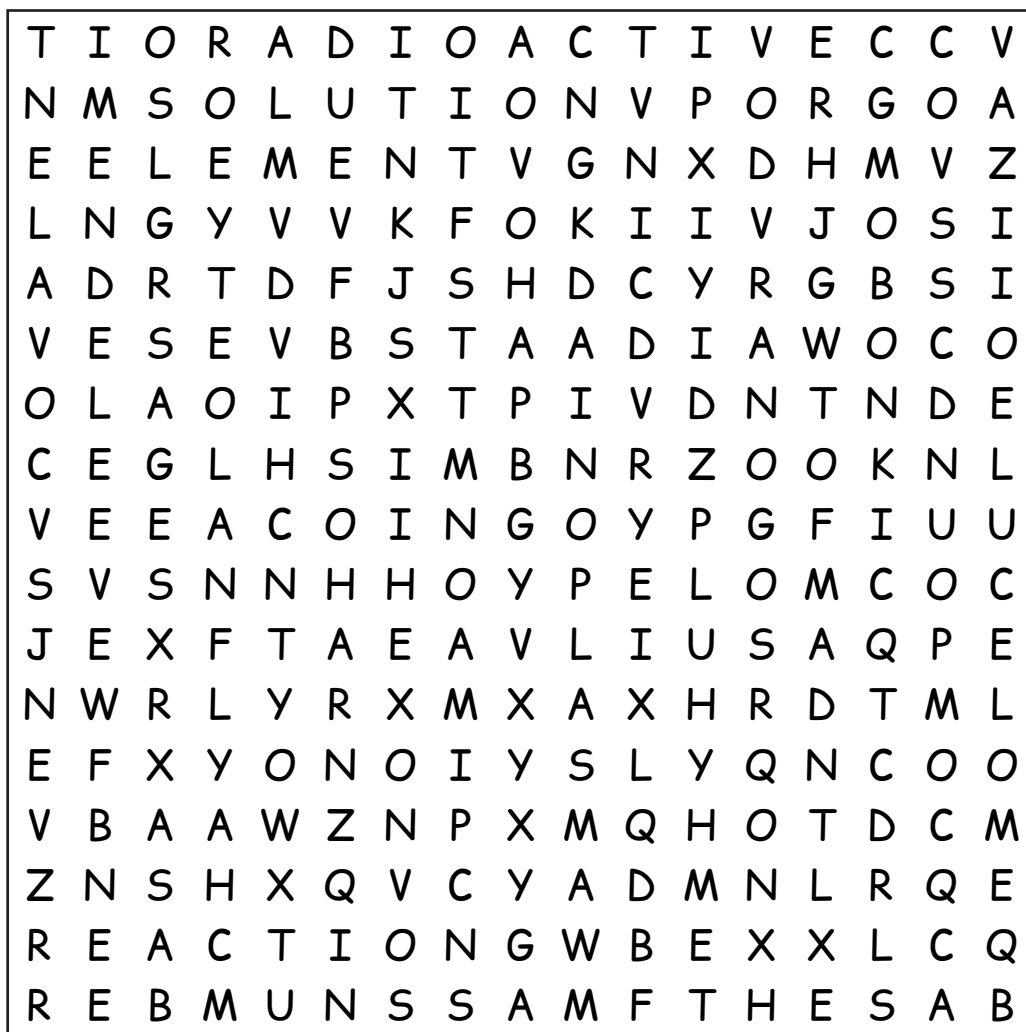 T I O R A D I O A C T I V E C C V
N M S O L U T I O N V P O R G O A
E E L E M E N T V G N X D H M V Z
L N G Y V V K F O K I I V J O S I
A D R T D F J S H D C Y R G B S I
V E S E V B S T A A D I A W O C O
O L A O I P X T P I V D N T N D E
C E G L H S I M B N R Z O O K N L
V E E A C O I N G O Y P G F I U U
S V S N N H H O Y P E L O M C O C
J E X F T A E A V L I U S A Q P E
N W R L Y R X M X A X H R D T M L
E F X Y O N O I Y S L Y Q N C O O
V B A A W Z N P X M Q H O T D C M
Z N S H X Q V C Y A D M N L R Q E
R E A C T I O N G W B E X X L C Q
R E B M U N S S A M F T H E S A B